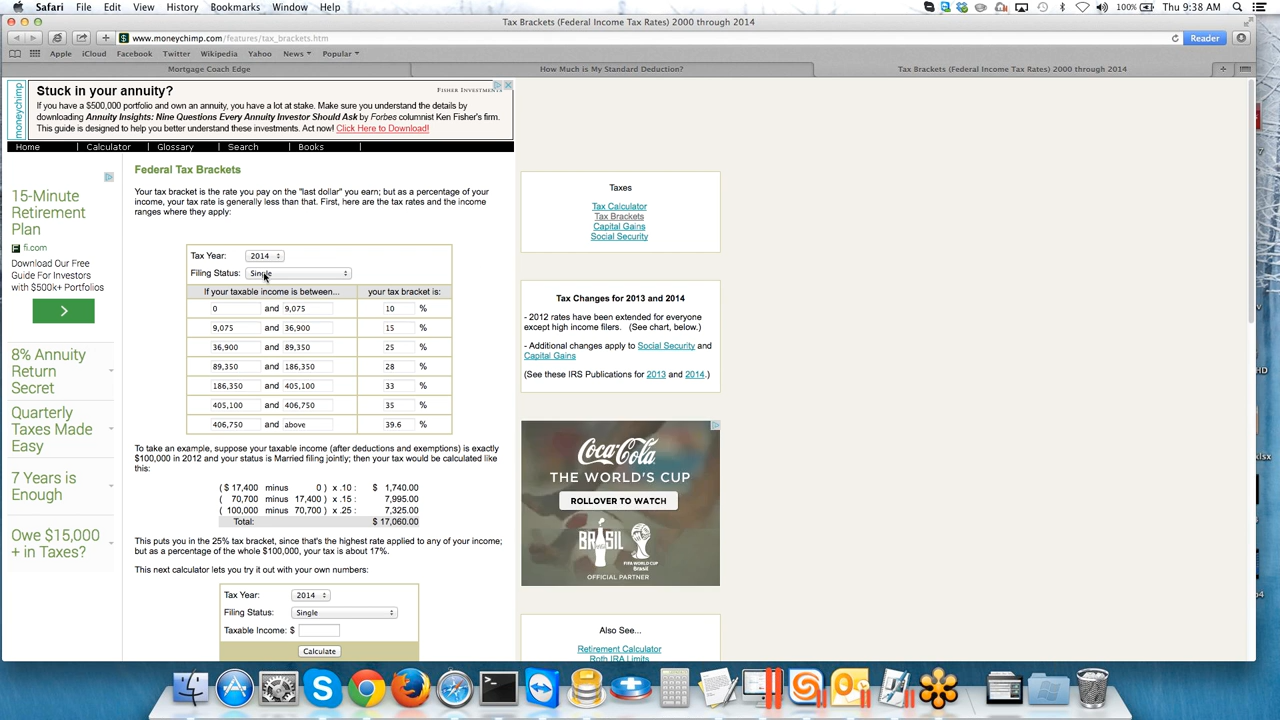 Safari File Edit View History Bookmarks Window Help
100% Thu 9:38 AM
Tax Brackets (Federal Income Tax Rates) 2000 through 2014
www.moneychimp.com/features/tax_brackets.htm
Reader
Apple iCloud Facebook Twitter Wikipedia Yahoo News Popular
Mortgage Coach Edge
How Much is My Standard Deduction?
Tax Brackets (Federal Income Tax Rates) 2000 through 2014
moneychimp
Stuck in your annuity?
FISHER INVESTMENTS
If you have a $500,000 portfolio and own an annuity, you have a lot at stake. Make sure you understand the details by
downloading Annuity Insights: Nine Questions Every Annuity Investor Should Ask by Forbes columnist Ken Fisher's firm.
This guide is designed to help you better understand these investments. Act now! Click Here to Download!
Home | Calculator | Glossary | Search | Books |
15-Minute
Retirement
Plan
fi.com
Download Our Free
Guide For Investors
with $500k+ Portfolios
8% Annuity
Return
Secret
Quarterly
Taxes Made
Easy
7 Years is
Enough
Owe $15,000
+ in Taxes?
Federal Tax Brackets
Your tax bracket is the rate you pay on the "last dollar" you earn; but as a percentage of your
income, your tax rate is generally less than that. First, here are the tax rates and the income
ranges where they apply:
Tax Year: 2014
Filing Status: Single
If your taxable income is between... your tax bracket is:
0 and 9,075 10 %
9,075 and 36,900 15 %
36,900 and 89,350 25 %
89,350 and 186,350 28 %
186,350 and 405,100 33 %
405,100 and 406,750 35 %
406,750 and above 39.6 %
To take an example, suppose your taxable income (after deductions and exemptions) is exactly
$100,000 in 2012 and your status is Married filing jointly; then your tax would be calculated like
this:
( $ 17,400 minus 0 ) x .10 : $ 1,740.00
( 70,700 minus 17,400 ) x .15 : 7,995.00
( 100,000 minus 70,700 ) x .25 : 7,325.00
Total: $ 17,060.00
This puts you in the 25% tax bracket, since that's the highest rate applied to any of your income;
but as a percentage of the whole $100,000, your tax is about 17%.
This next calculator lets you try it out with your own numbers:
Tax Year: 2014
Filing Status: Single
Taxable Income: $
Calculate
Taxes
Tax Calculator
Tax Brackets
Capital Gains
Social Security
Tax Changes for 2013 and 2014
- 2012 rates have been extended for everyone
except high income filers. (See chart, below.)
- Additional changes apply to Social Security and
Capital Gains
(See these IRS Publications for 2013 and 2014.)
Coca-Cola
THE WORLD'S CUP
ROLLOVER TO WATCH
BRASIL
FIFA WORLD CUP
Brasil
OFFICIAL PARTNER
Also See...
Retirement Calculator
Roth IRA Limits
HD
xlsx
p4